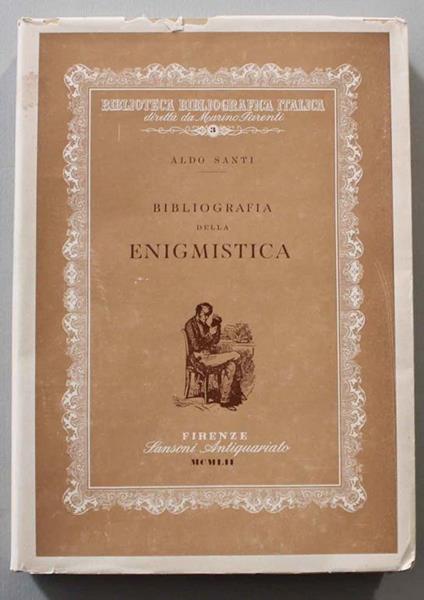 BIBLIOTECA BIBLIOGRAFICA ITALICA
diretta da Marino Parenti
3
ALDO SANTI
BIBLIOGRAFIA
DELLA
ENIGMISTICA
FIRENZE
Sansoni Antiquariato
MCMLII